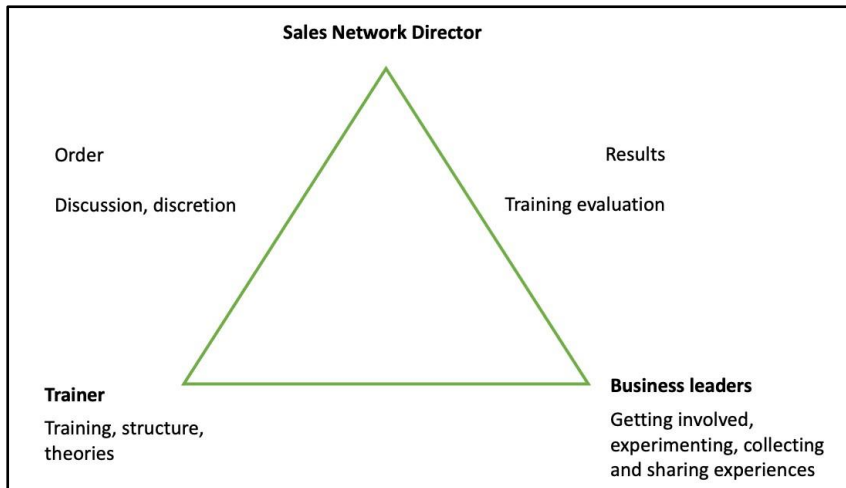 Sales Network Director
Order
Results
Discussion, discretion
Training evaluation
Trainer
Training, structure,
theories
Business leaders
Getting involved,
experimenting, collecting
and sharing experiences